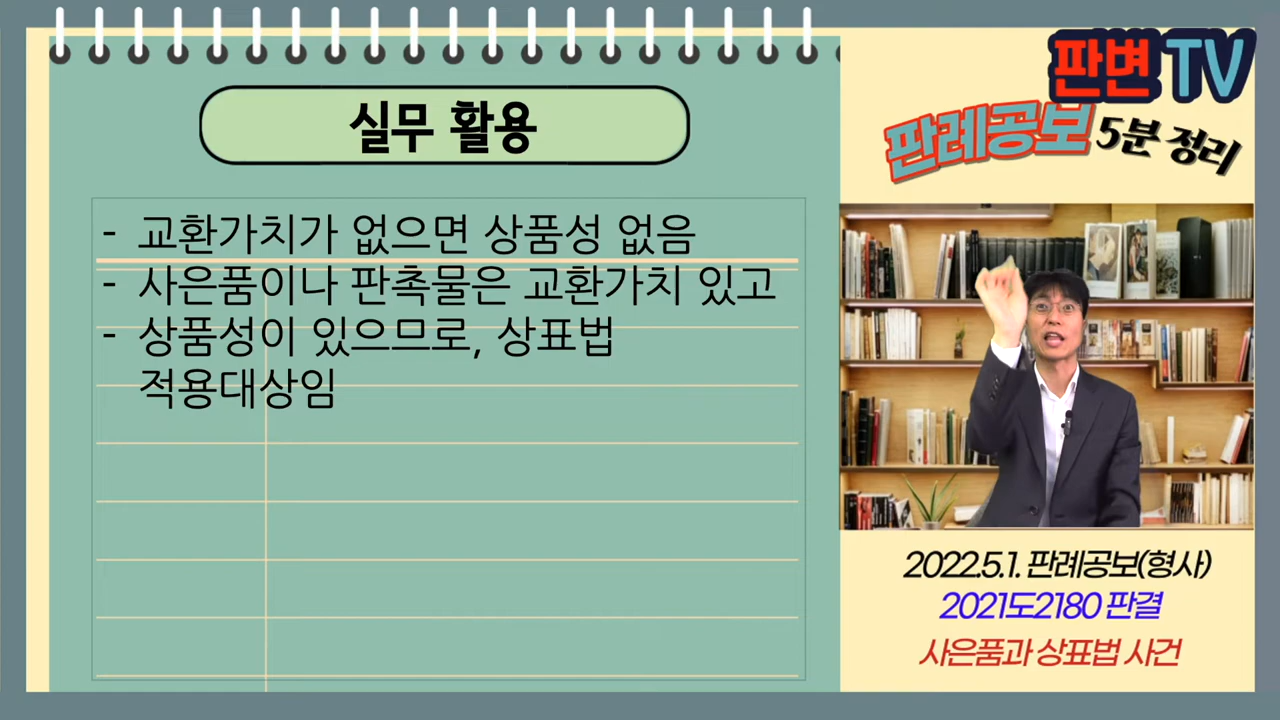 실무 활용
- 교환가치가 없으면 상품성 없음
- 사은품이나 판촉물은 교환가치 있고
- 상품성이 있으므로, 상표법
적용대상임
판변 TV
판례공보 5분 정리
2022.5.1. 판례공보(형사)
2021도2180 판결
사은품과 상표법 사건